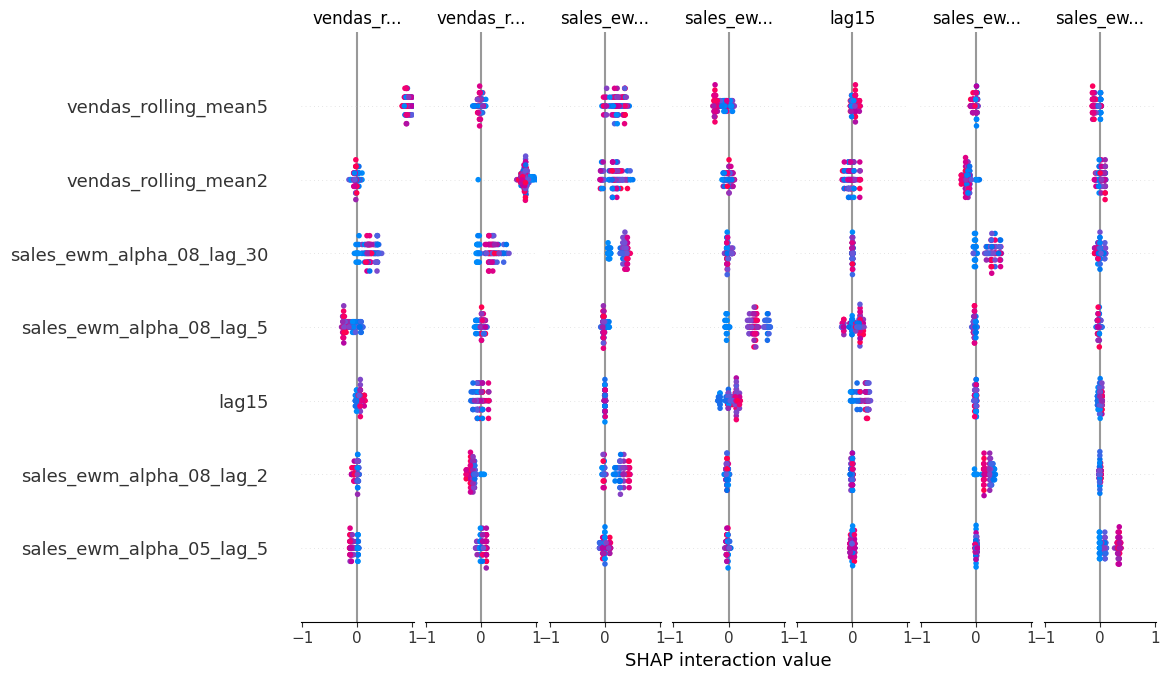 vendas_r... vendas_r... sales_ew... sales_ew... lag15 sales_ew... sales_ew...
vendas_rolling_mean5
vendas_rolling_mean2
sales_ewm_alpha_08_lag_30
sales_ewm_alpha_08_lag_5
lag15
sales_ewm_alpha_08_lag_2
sales_ewm_alpha_05_lag_5
−1 0 1 −1 0 1 −1 0 1 −1 0 1 −1 0 1 −1 0 1 −1 0 1
SHAP interaction value